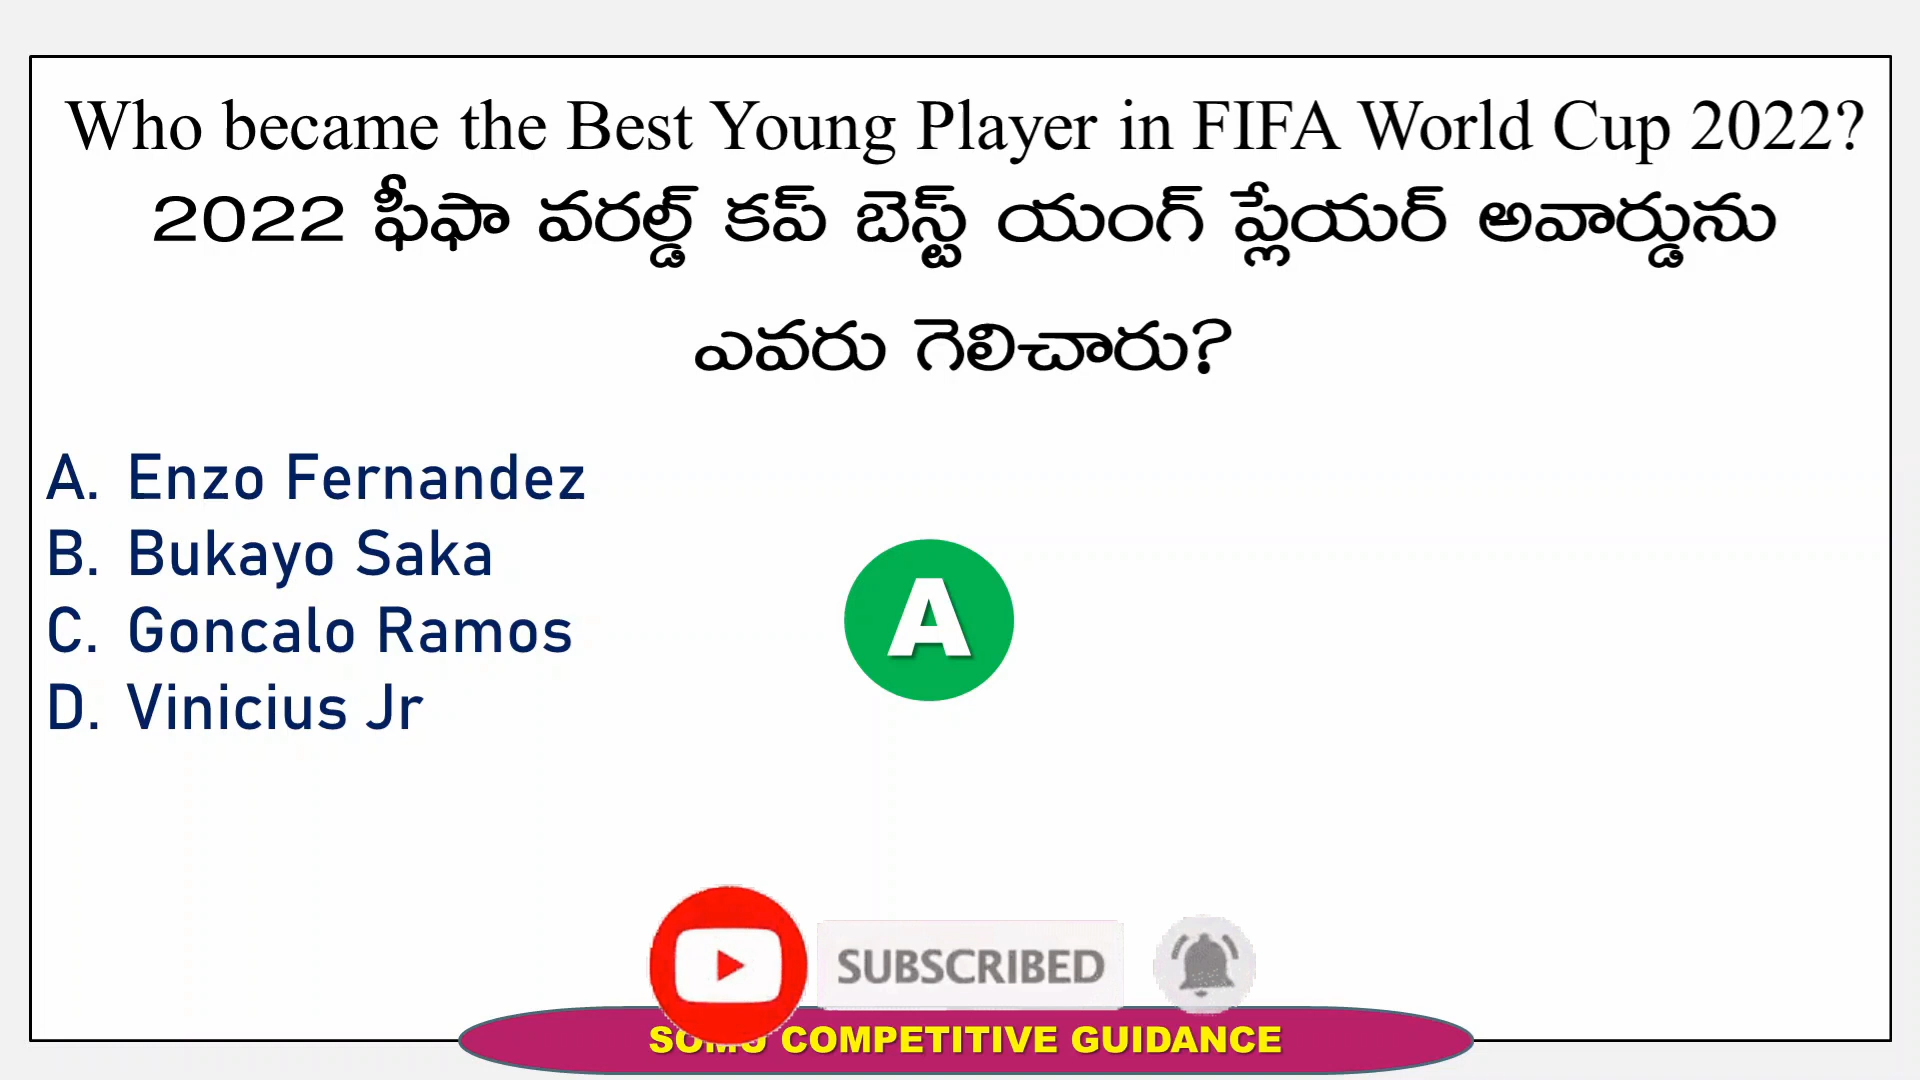 Who became the Best Young Player in FIFA World Cup 2022?
2022 ఫీఫా వరల్డ్ కప్ బెస్ట్ యంగ్ ప్లేయర్ అవార్డును
ఎవరు గెలిచారు?
A. Enzo Fernandez
B. Bukayo Saka
C. Goncalo Ramos
D. Vinicius Jr
A
SUBSCRIBED
COMPETITIVE GUIDANCE